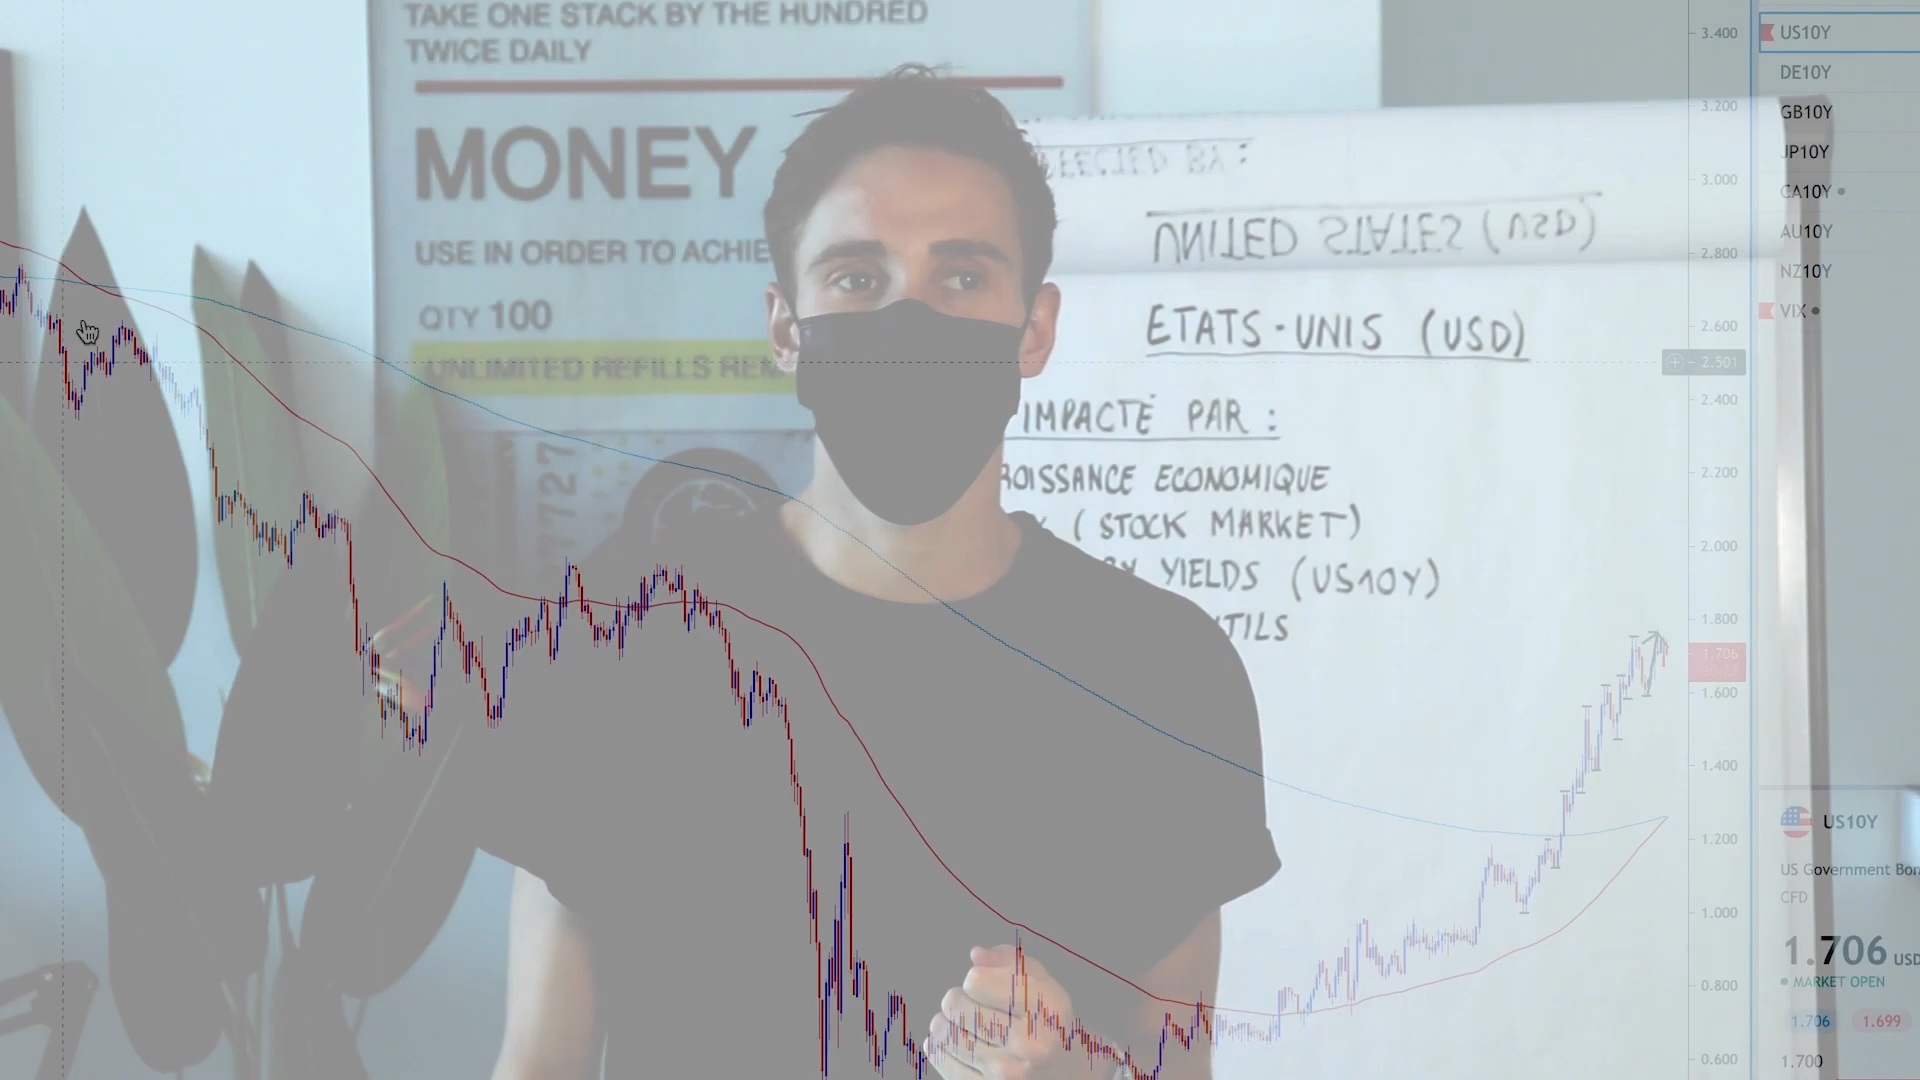 TAKE ONE STACK BY THE HUNDRED
TWICE DAILY
MONEY
USE IN ORDER TO ACHIE
QTY 100
UNLIMITED REFILLS REM
77727
UNITED STATES (USD)
ETATS-UNIS (USD)
IMPACTÉ PAR :
ROISSANCE ECONOMIQUE
(STOCK MARKET)
YIELDS (US10Y)
TILS
3.400
3.200
3.000
2.800
2.600
2.501
2.400
2.200
2.000
1.800
1.706
1.600
1.400
1.200
1.000
0.800
0.600
US10Y
DE10Y
GB10Y
JP10Y
CA10Y
AU10Y
NZ10Y
VIX
US10Y
US Government Bon
CFD
1.706 USD
MARKET OPEN
1.706 1.699
1.700